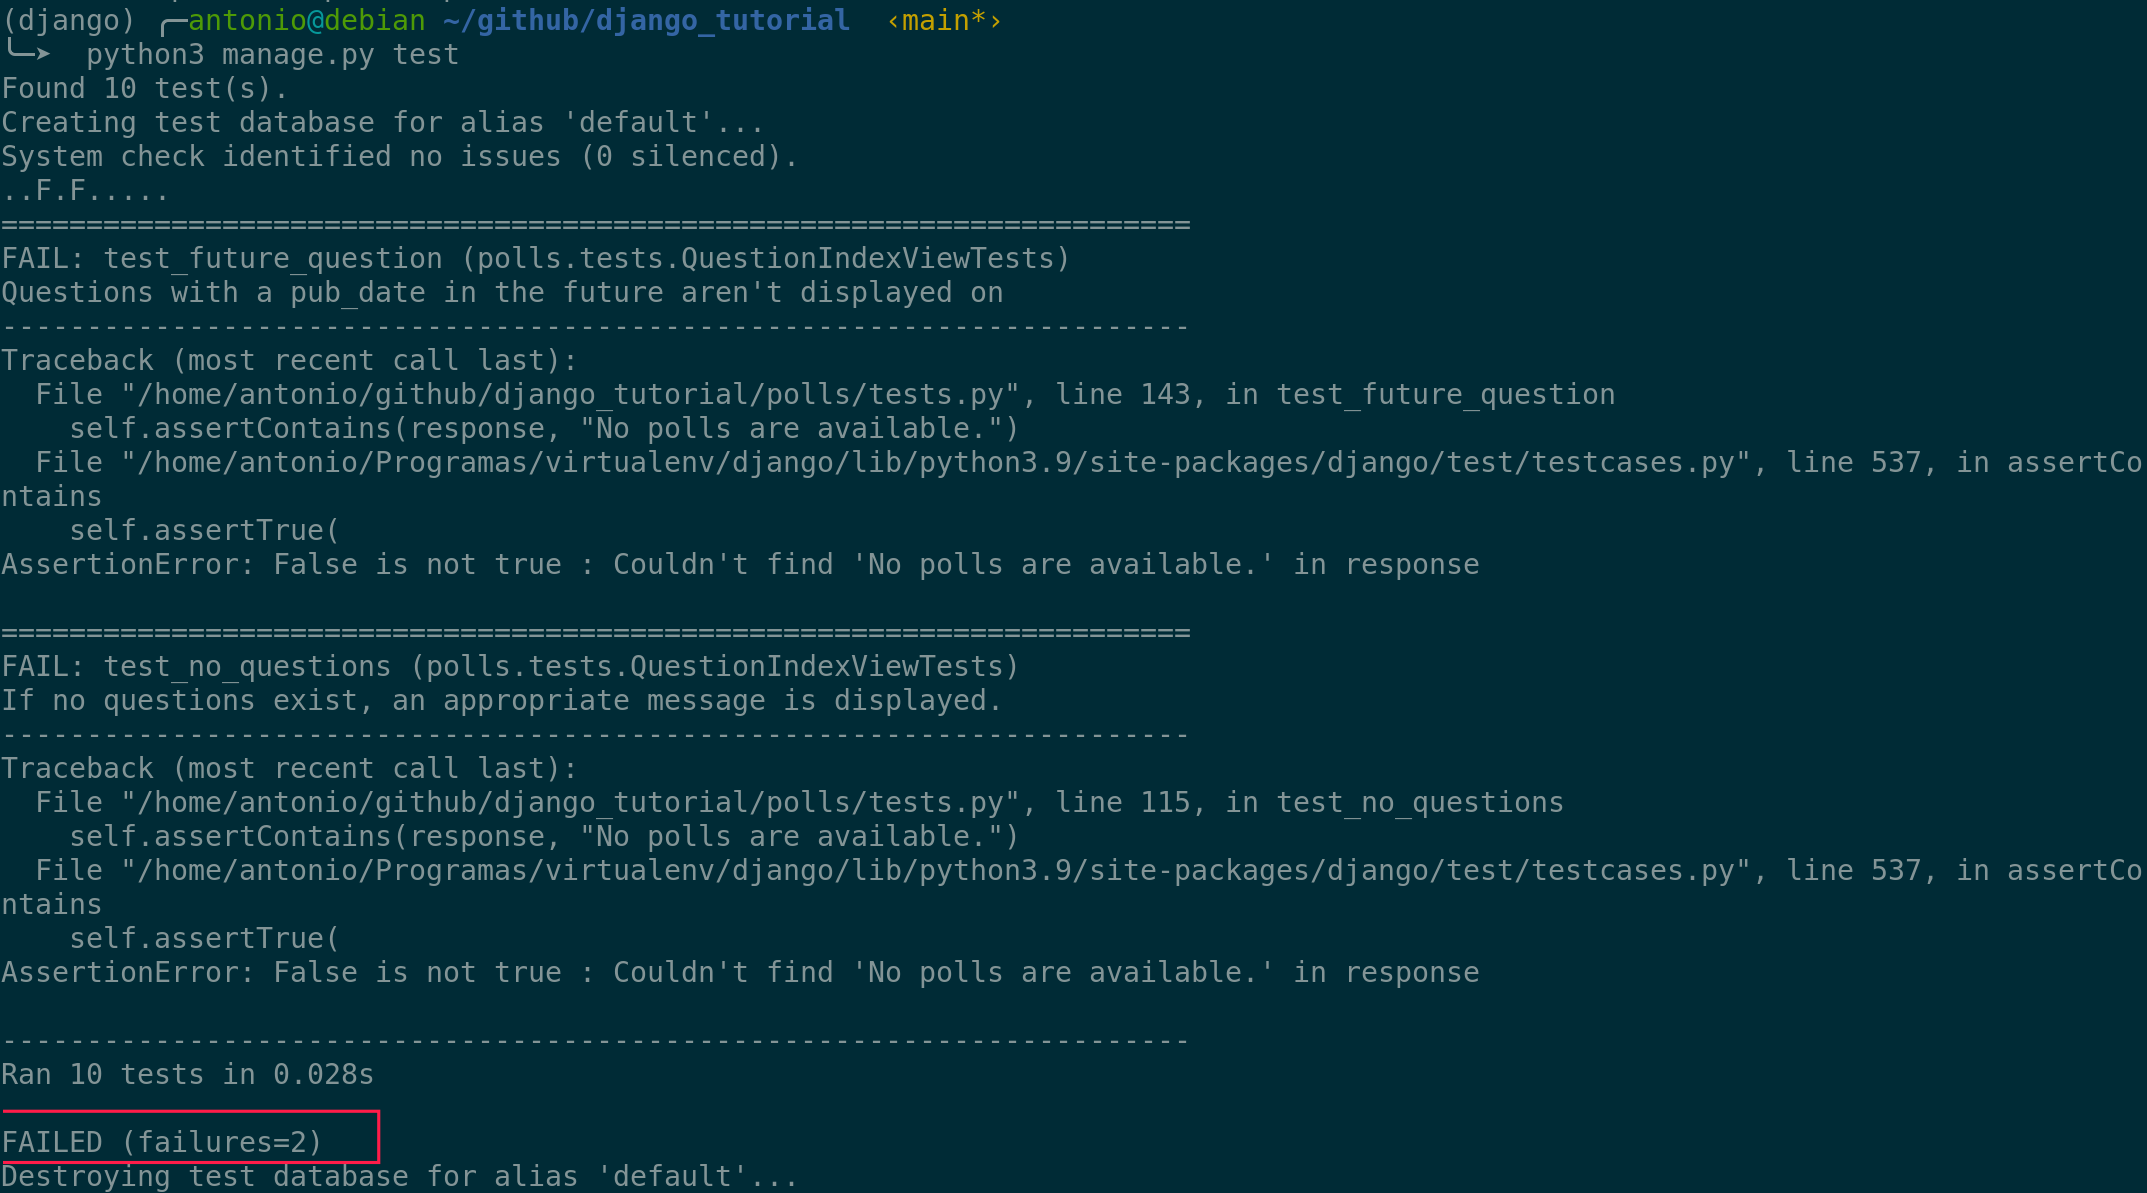 (django) ╭─antonio@debian ~/github/django_tutorial  ‹main*›
╰─➤  python3 manage.py test
Found 10 test(s).
Creating test database for alias 'default'...
System check identified no issues (0 silenced).
..F.F.....
======================================================================
FAIL: test_future_question (polls.tests.QuestionIndexViewTests)
Questions with a pub_date in the future aren't displayed on
----------------------------------------------------------------------
Traceback (most recent call last):
  File "/home/antonio/github/django_tutorial/polls/tests.py", line 143, in test_future_question
    self.assertContains(response, "No polls are available.")
  File "/home/antonio/Programas/virtualenv/django/lib/python3.9/site-packages/django/test/testcases.py", line 537, in assertCo
ntains
    self.assertTrue(
AssertionError: False is not true : Couldn't find 'No polls are available.' in response

======================================================================
FAIL: test_no_questions (polls.tests.QuestionIndexViewTests)
If no questions exist, an appropriate message is displayed.
----------------------------------------------------------------------
Traceback (most recent call last):
  File "/home/antonio/github/django_tutorial/polls/tests.py", line 115, in test_no_questions
    self.assertContains(response, "No polls are available.")
  File "/home/antonio/Programas/virtualenv/django/lib/python3.9/site-packages/django/test/testcases.py", line 537, in assertCo
ntains
    self.assertTrue(
AssertionError: False is not true : Couldn't find 'No polls are available.' in response

----------------------------------------------------------------------
Ran 10 tests in 0.028s

FAILED (failures=2)
Destroying test database for alias 'default'...